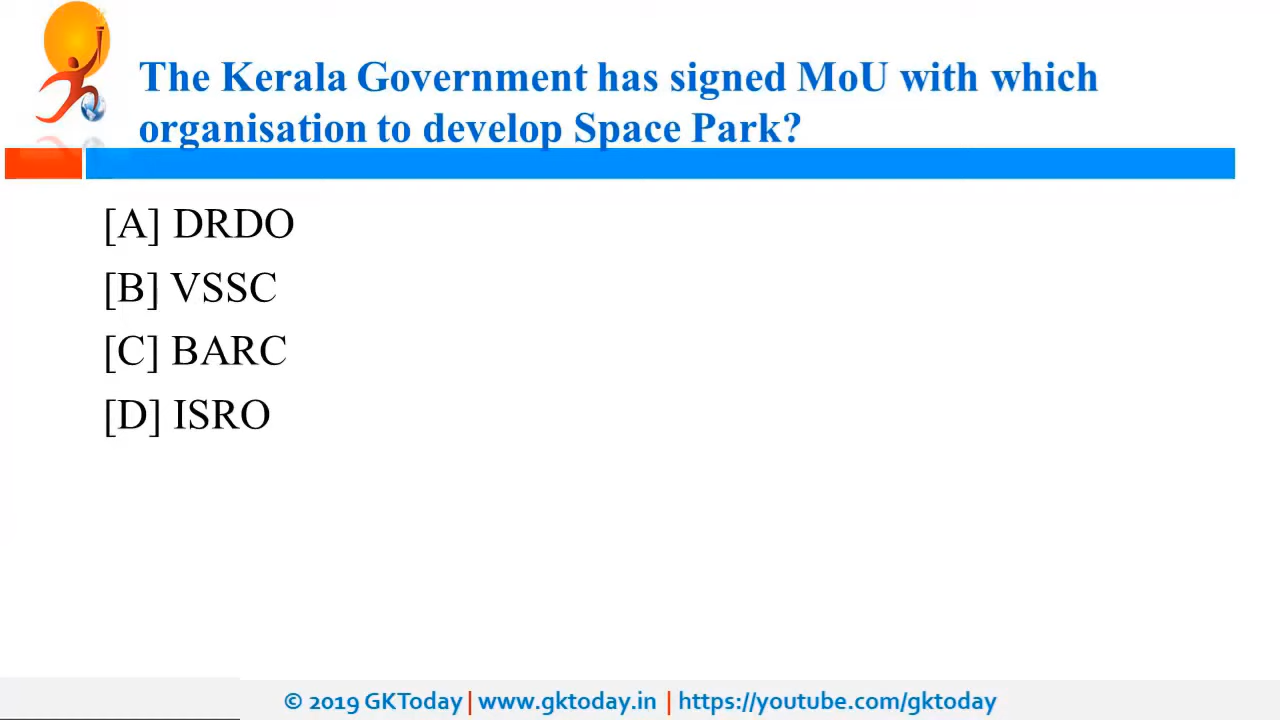 The Kerala Government has signed MoU with which
organisation to develop Space Park?
[A] DRDO
[B] VSSC
[C] BARC
[D] ISRO
© 2019 GKToday | www.gktoday.in | https://youtube.com/gktoday